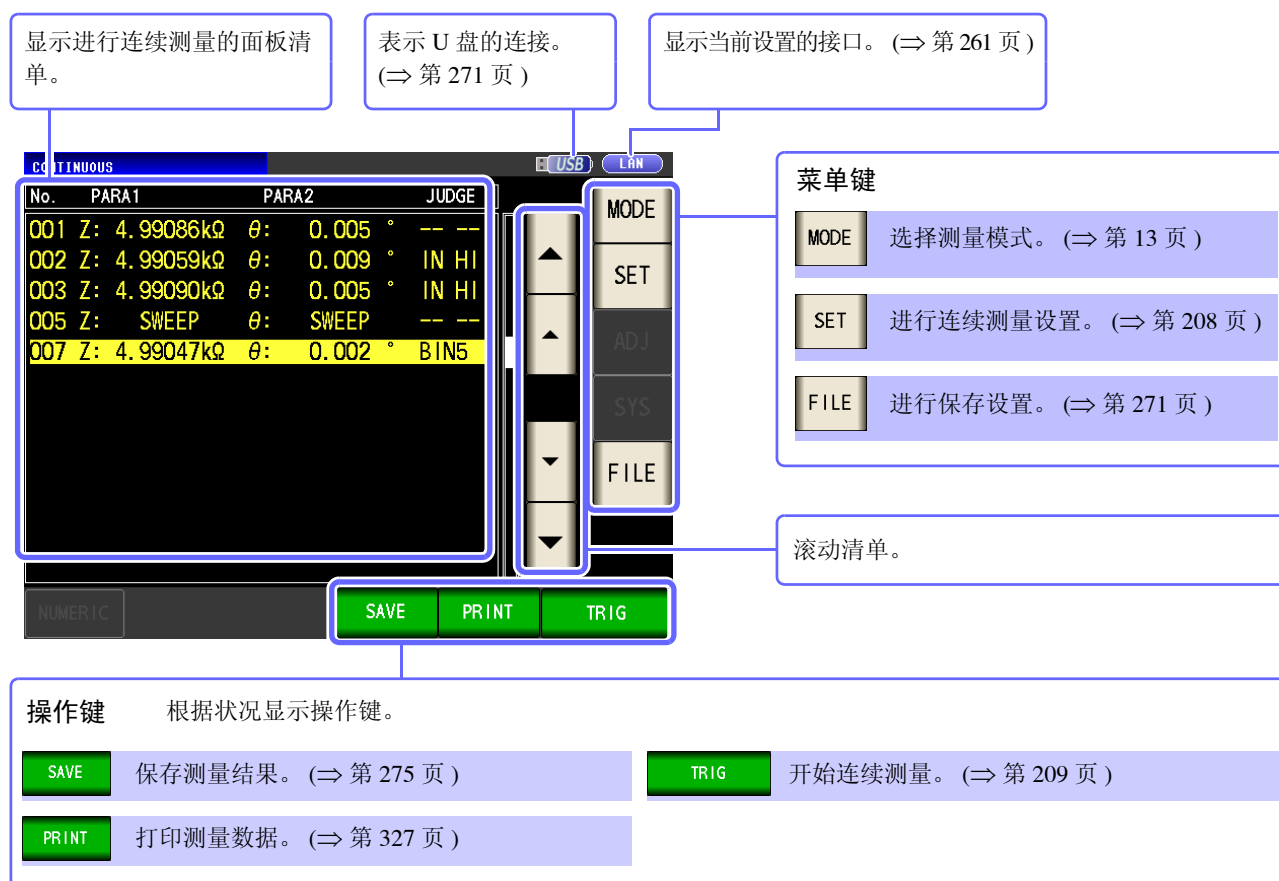 显示进行连续测量的面板清
单。
表示 U 盘的连接。
(⇒ 第 271 页 )
显示当前设置的接口。 (⇒ 第 261 页 )
CONTINUOUS
USB
LAN
No. PARA1 PARA2 JUDGE
001 Z: 4.99086kΩ θ: 0.005 ° -- --
002 Z: 4.99059kΩ θ: 0.009 ° IN HI
003 Z: 4.99090kΩ θ: 0.005 ° IN HI
005 Z: SWEEP θ: SWEEP -- --
007 Z: 4.99047kΩ θ: 0.002 ° BIN5
MODE
SET
ADJ
SYS
FILE
NUMERIC
SAVE
PRINT
TRIG
菜单键
MODE 选择测量模式。 (⇒ 第 13 页 )
SET 进行连续测量设置。 (⇒ 第 208 页 )
FILE 进行保存设置。 (⇒ 第 271 页 )
滚动清单。
操作键 根据状况显示操作键。
SAVE 保存测量结果。 (⇒ 第 275 页 )
TRIG 开始连续测量。 (⇒ 第 209 页 )
PRINT 打印测量数据。 (⇒ 第 327 页 )